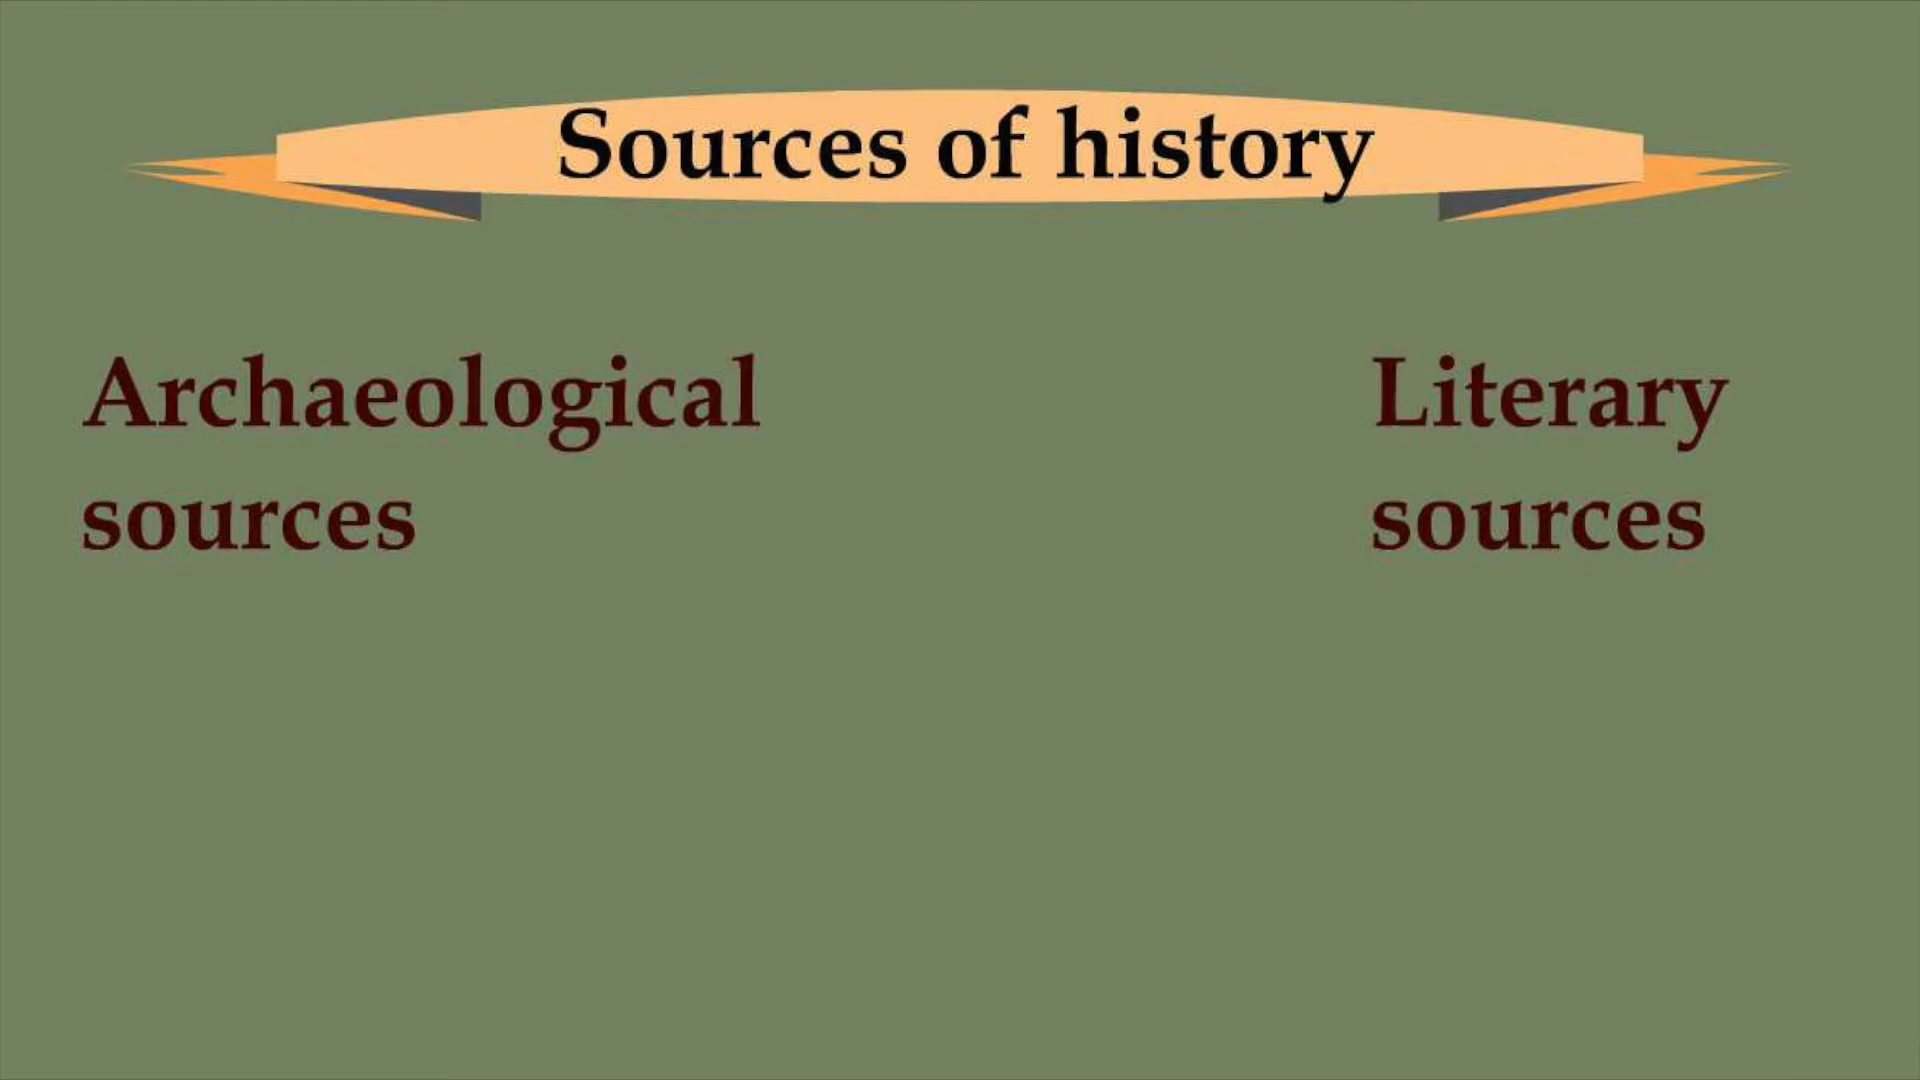 Sources of history
Archaeological
sources
Literary
sources